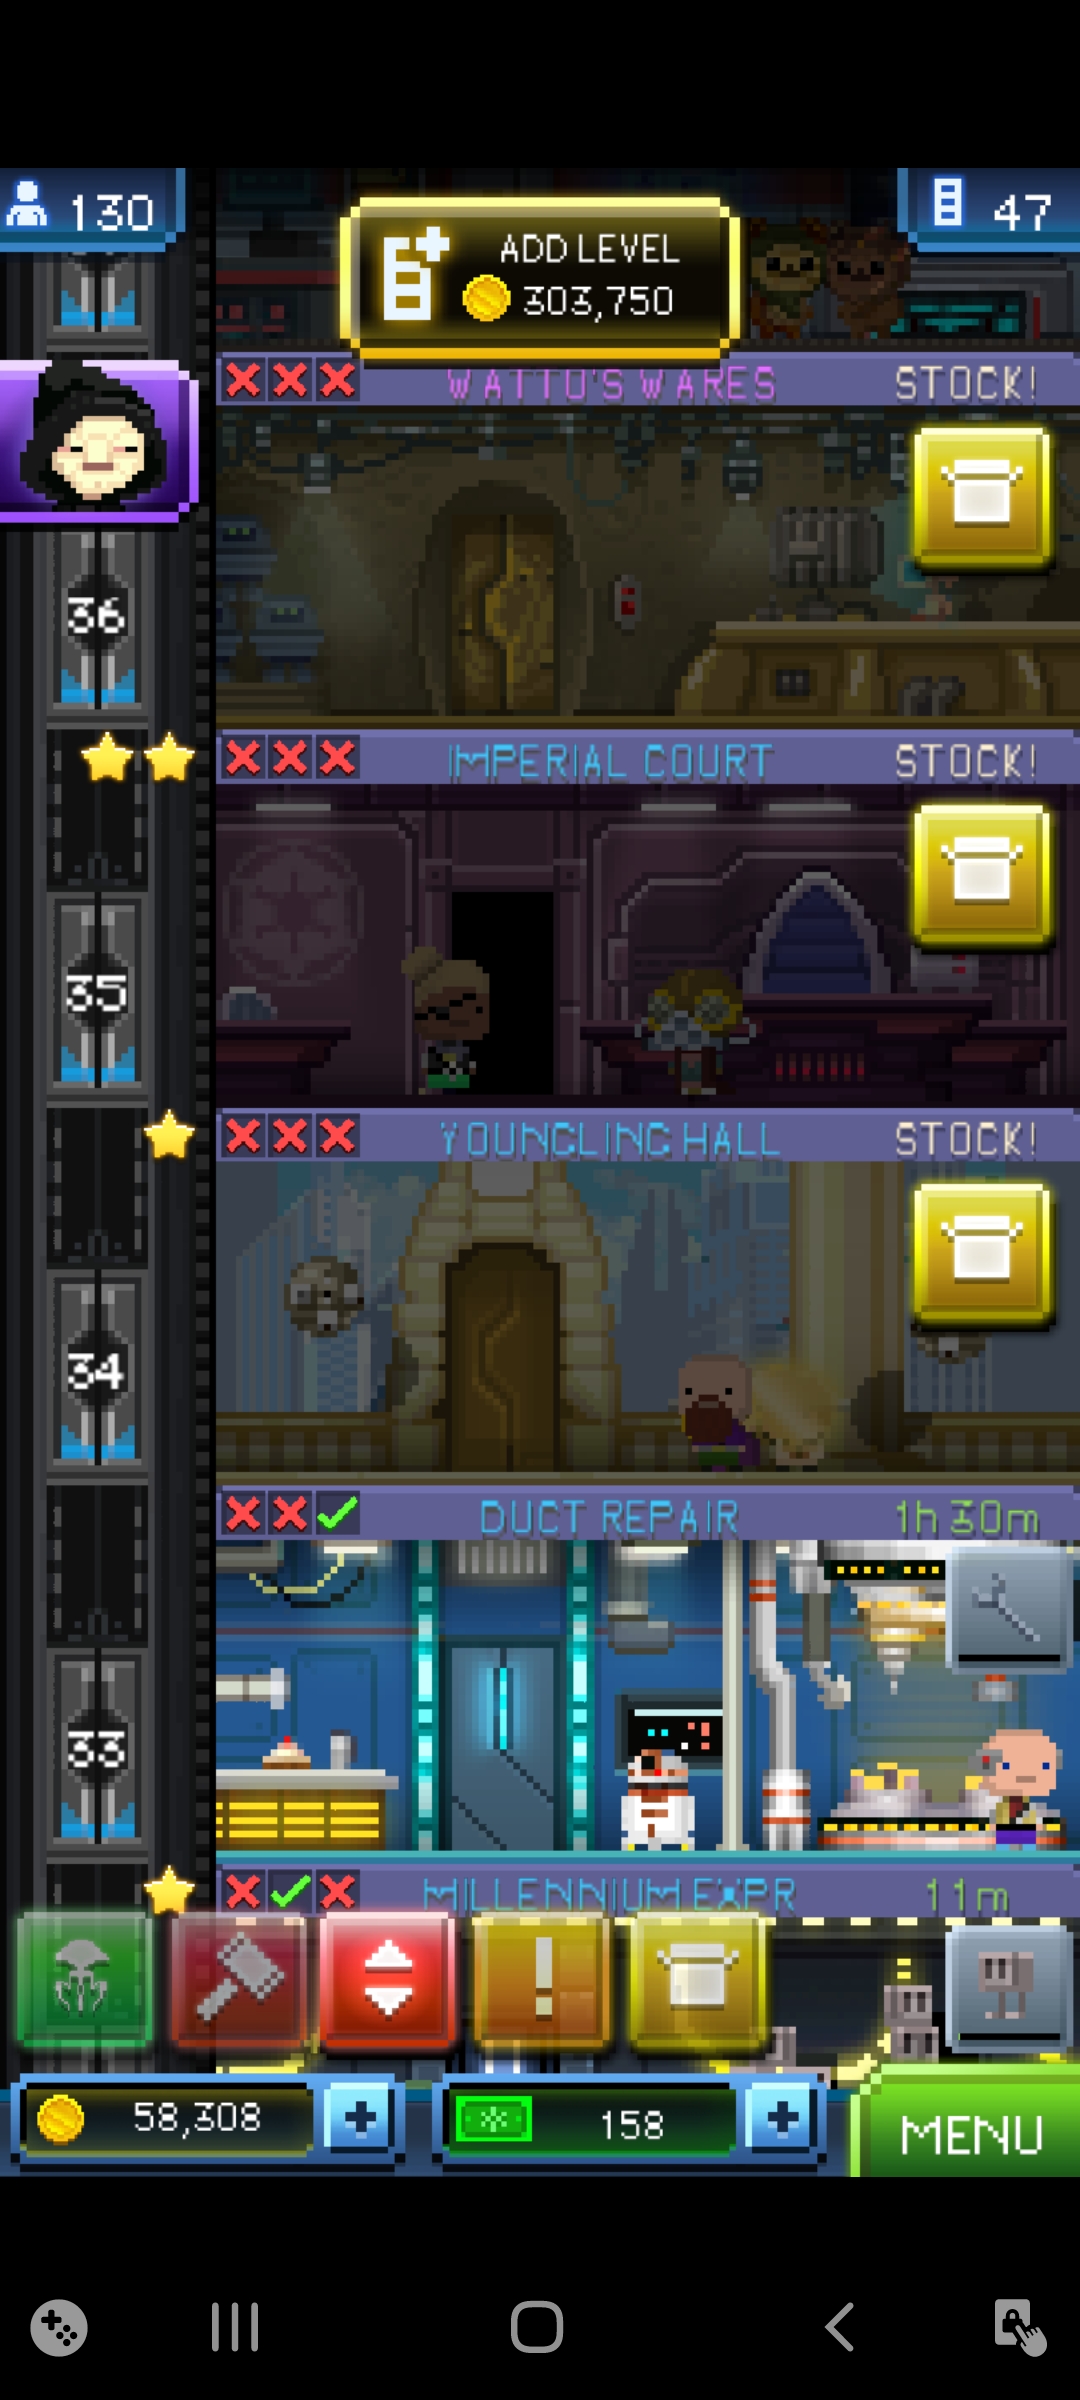 130
ADD LEVEL
303,750
47
WATTO'S WARES
STOCK!
36
IMPERIAL COURT
STOCK!
35
YOUNGLING HALL
STOCK!
34
DUCT REPAIR
1h 30m
33
MILLENNIUM EXPR
11m
58,308
158
MENU